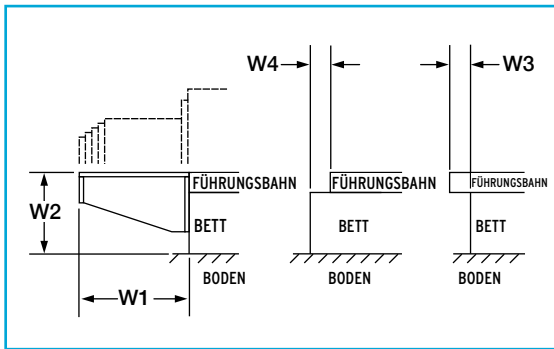 W4
W3
FÜHRUNGSBAHN
FÜHRUNGSBAHN
FÜHRUNGSBAHN
W2
BETT
BETT
BETT
BODEN
BODEN
BODEN
W1